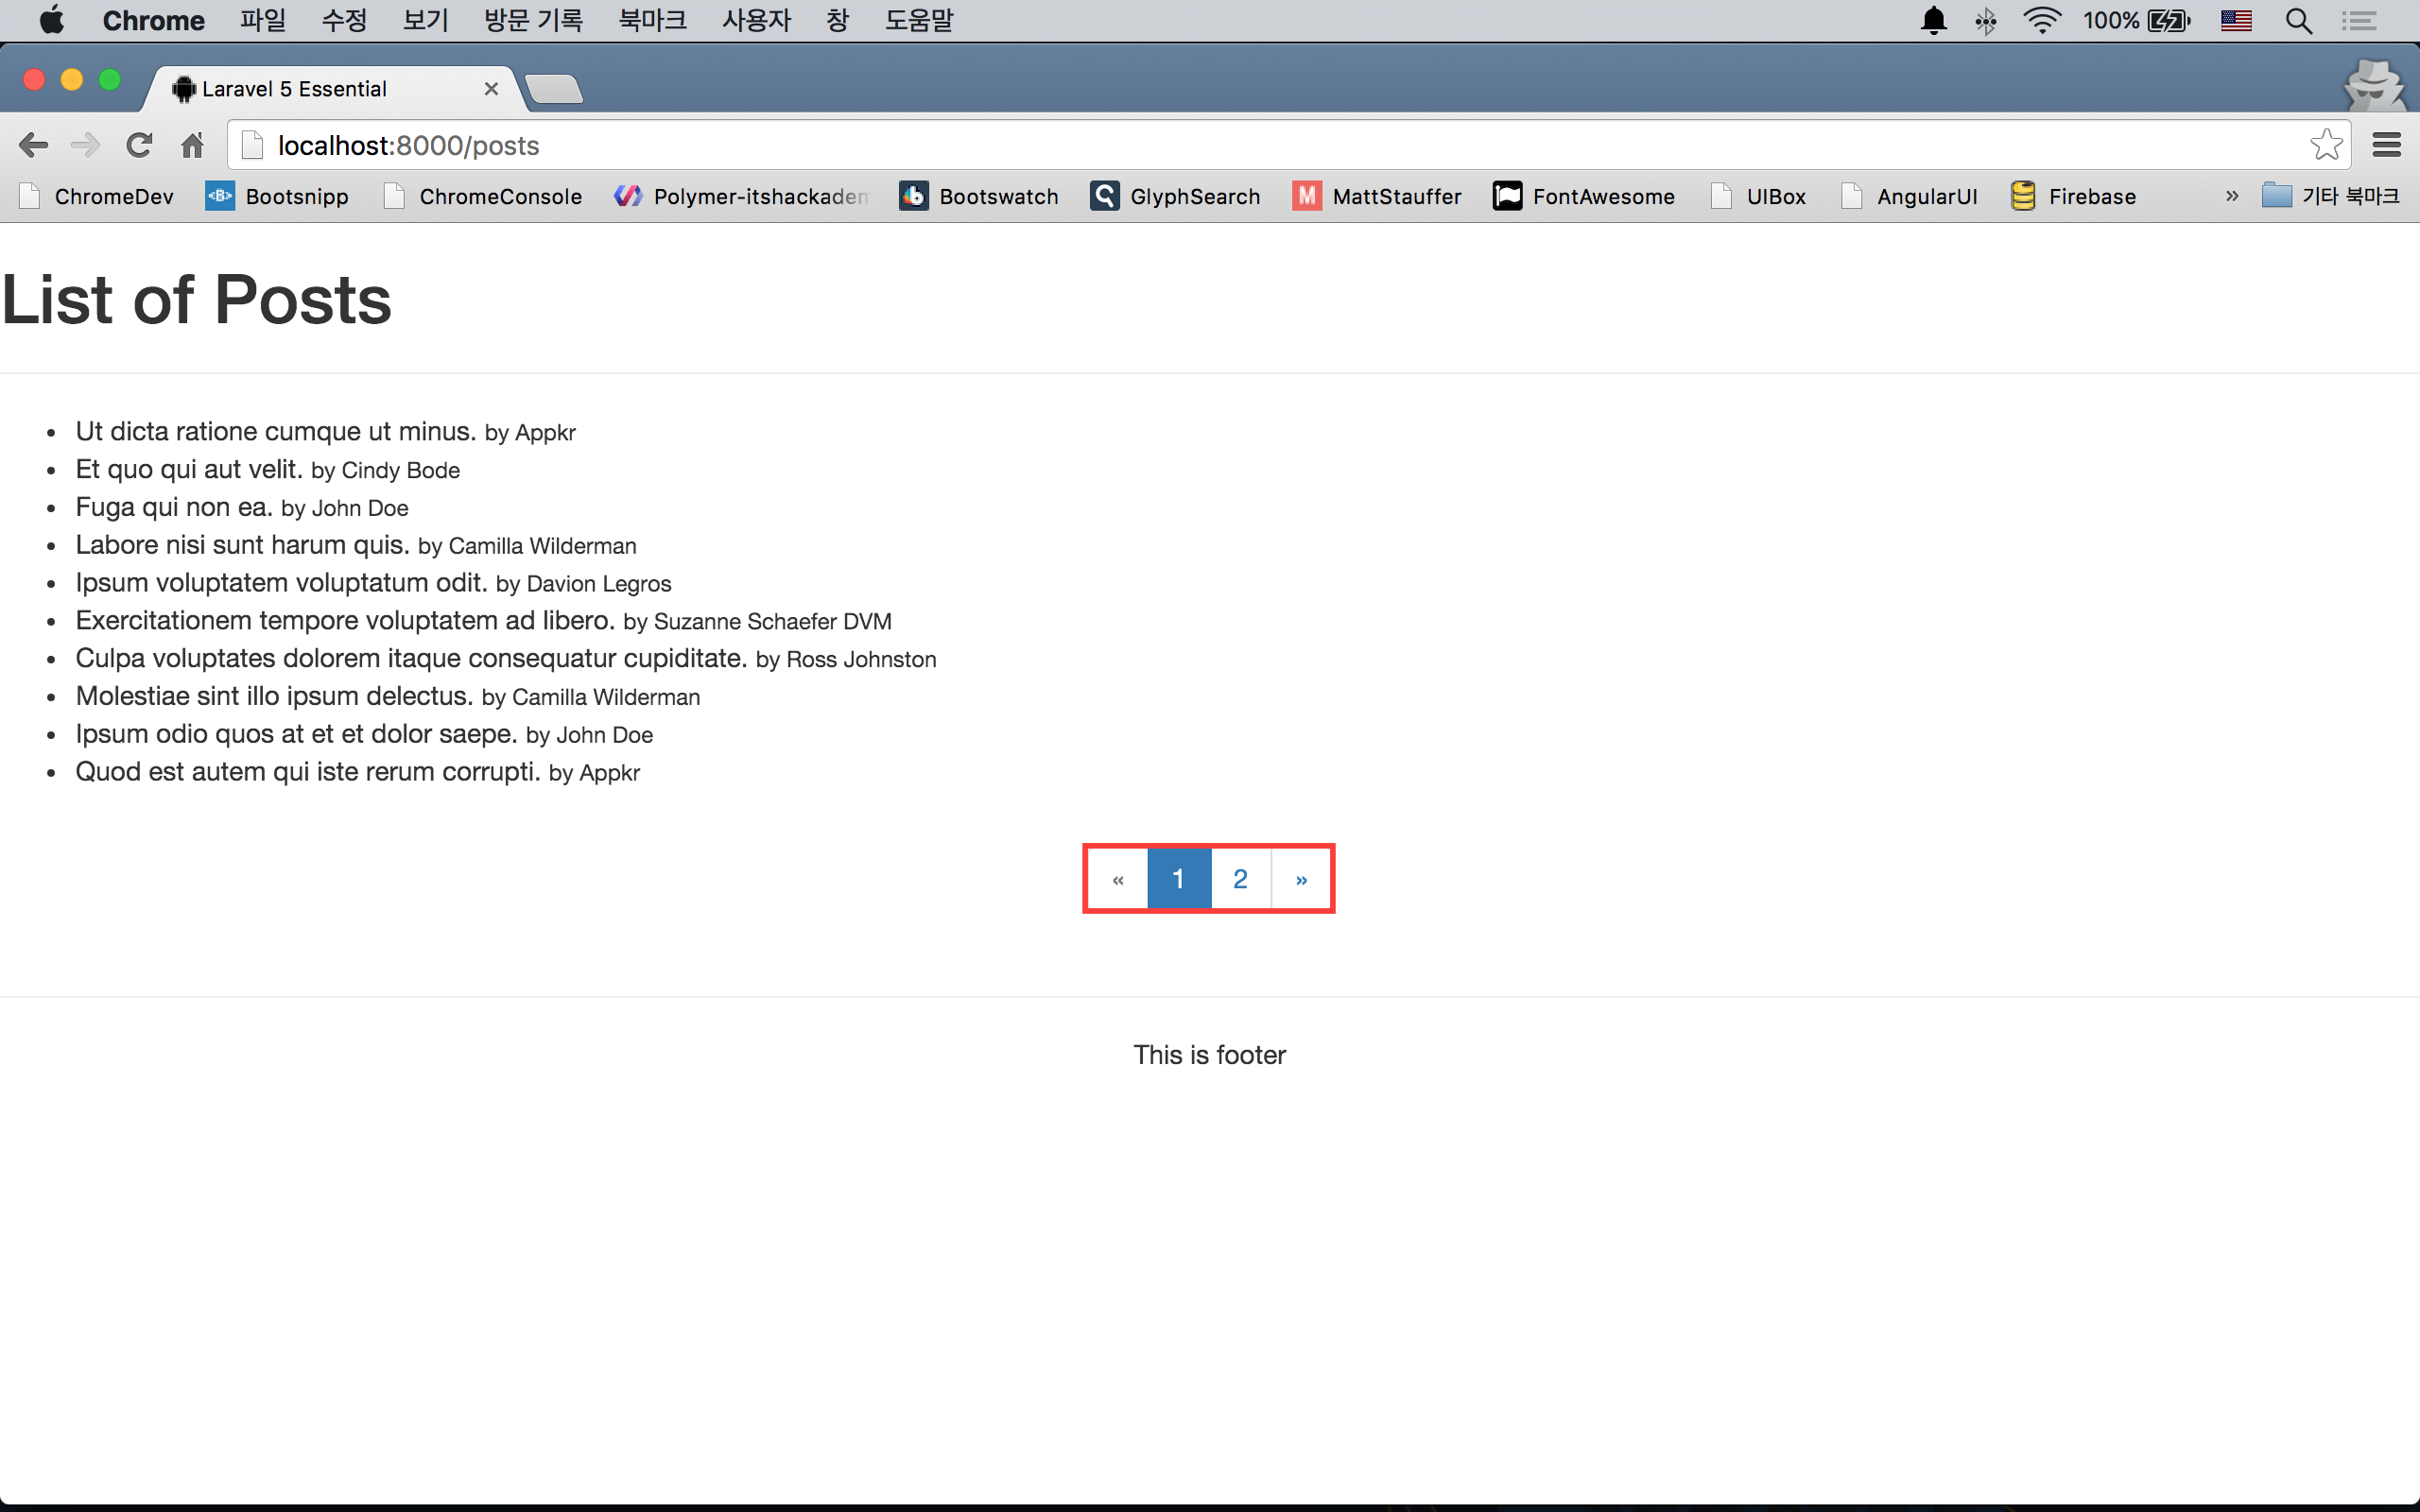 Chrome 파일 수정 보기 방문 기록 북마크 사용자 창 도움말 100%
Laravel 5 Essential
localhost:8000/posts
ChromeDev Bootsnipp ChromeConsole Polymer-itshackadem Bootswatch GlyphSearch MattStauffer FontAwesome UIBox AngularUI Firebase » 기타 북마크
List of Posts
• Ut dicta ratione cumque ut minus. by Appkr
• Et quo qui aut velit. by Cindy Bode
• Fuga qui non ea. by John Doe
• Labore nisi sunt harum quis. by Camilla Wilderman
• Ipsum voluptatem voluptatum odit. by Davion Legros
• Exercitationem tempore voluptatem ad libero. by Suzanne Schaefer DVM
• Culpa voluptates dolorem itaque consequatur cupiditate. by Ross Johnston
• Molestiae sint illo ipsum delectus. by Camilla Wilderman
• Ipsum odio quos at et et dolor saepe. by John Doe
• Quod est autem qui iste rerum corrupti. by Appkr
« 1 2 »
This is footer